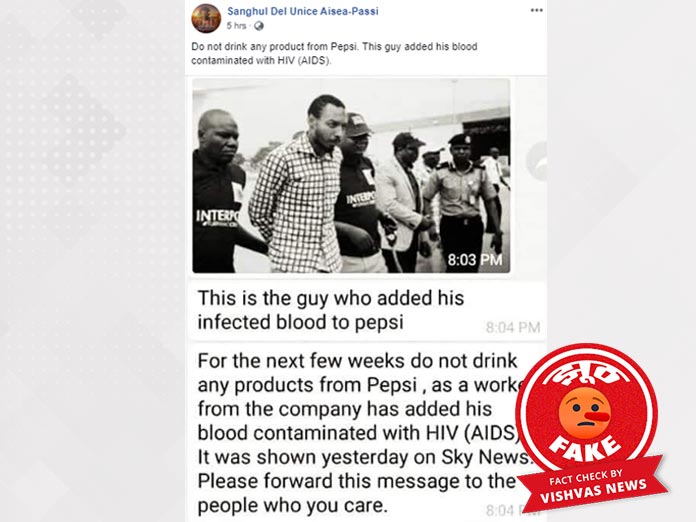 Sanghul Del Unice Aisea-Passi
5 hrs ·
Do not drink any product from Pepsi. This guy added his blood
contaminated with HIV (AIDS).
INTERPO
8:03 PM
This is the guy who added his
infected blood to pepsi
8:04 PM
For the next few weeks do not drink
any products from Pepsi , as a worke
from the company has added his
blood contaminated with HIV (AIDS)
It was shown yesterday on Sky News.
Please forward this message to the
people who you care.
8:04
झूठ
FAKE
FACT CHECK BY
VISHVAS NEWS